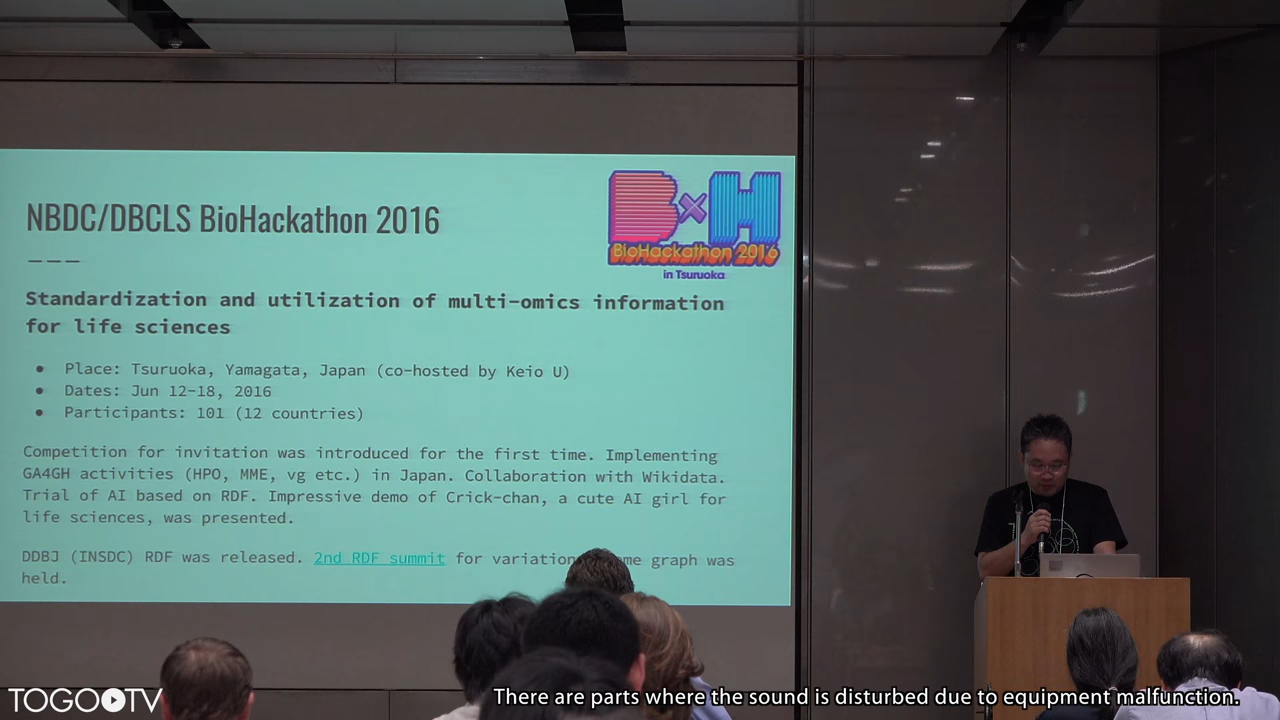 NBDC/DBCLS BioHackathon 2016
B×H
BioHackathon 2016
in Tsuruoka
Standardization and utilization of multi-omics information
for life sciences
● Place: Tsuruoka, Yamagata, Japan (co-hosted by Keio U)
● Dates: Jun 12-18, 2016
● Participants: 101 (12 countries)
Competition for invitation was introduced for the first time. Implementing
GA4GH activities (HPO, MME, vg etc.) in Japan. Collaboration with Wikidata.
Trial of AI based on RDF. Impressive demo of Crick-chan, a cute AI girl for
life sciences, was presented.
DDBJ (INSDC) RDF was released. 2nd RDF summit for variation graph was
held.
TOGOTV
There are parts where the sound is disturbed due to equipment malfunction.